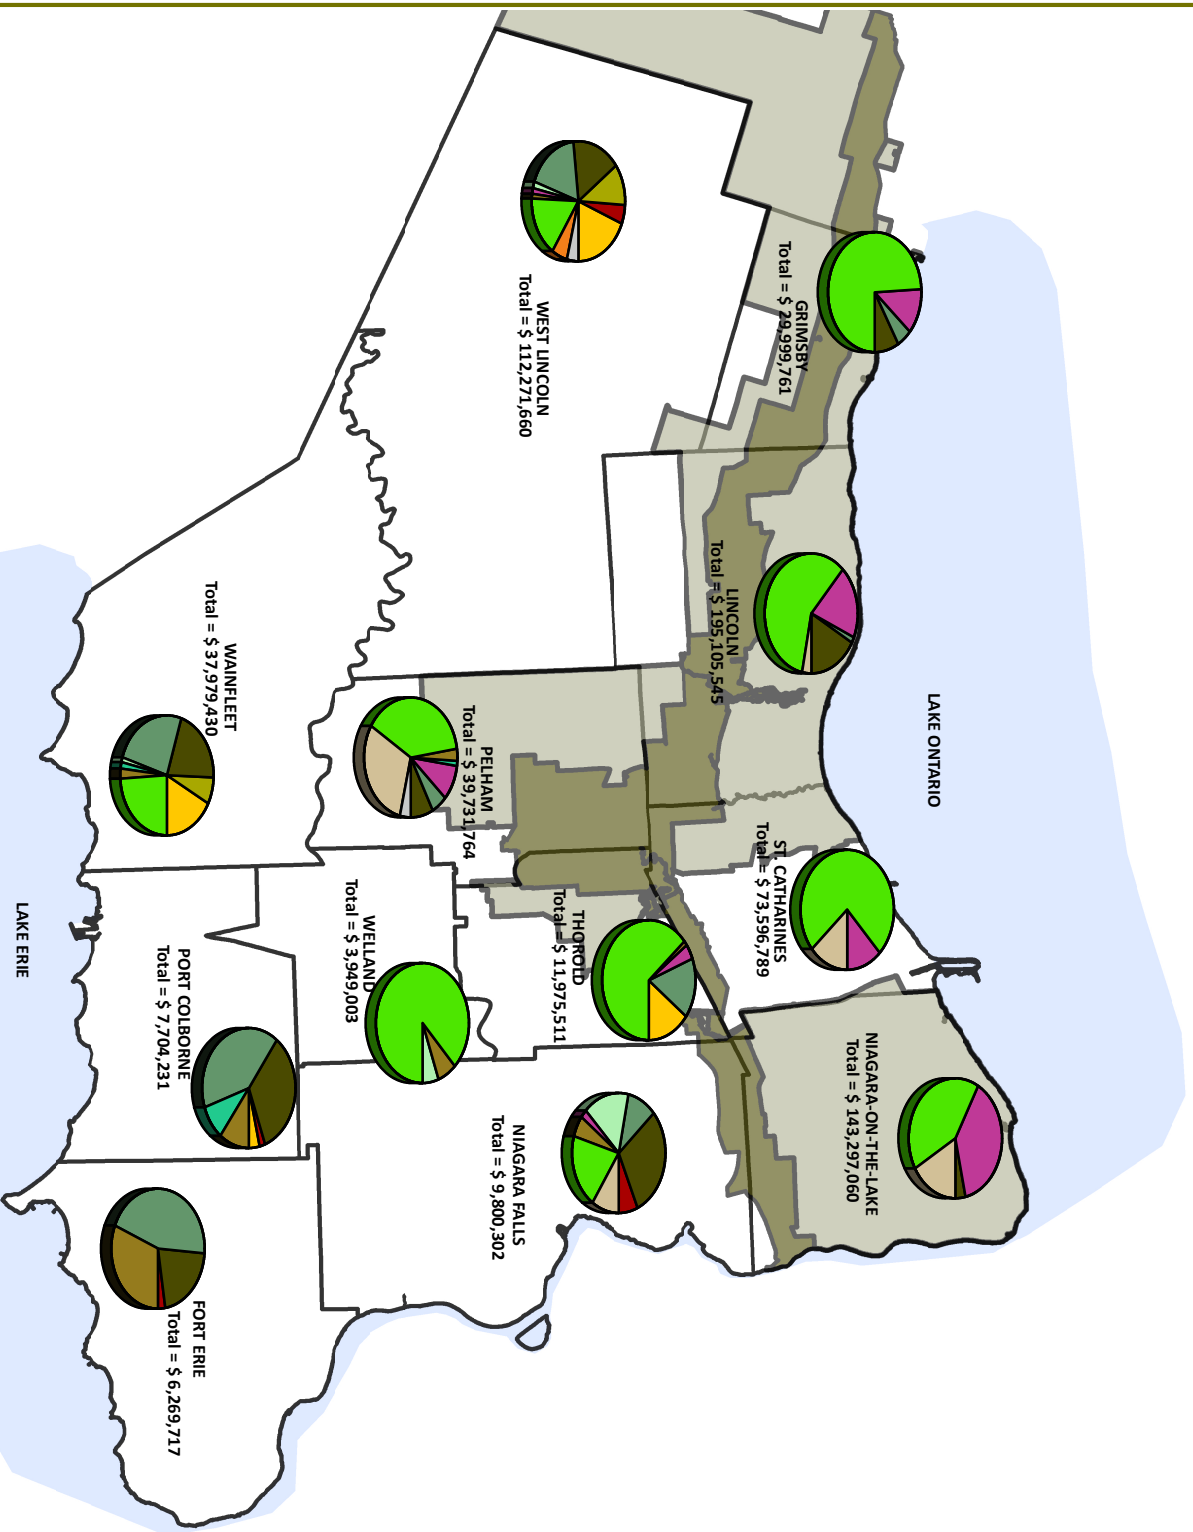 LAKE ONTARIO
GRIMSBY
Total = $ 29,999,761
LINCOLN
Total = $ 195,105,545
ST. CATHARINES
Total = $ 73,596,789
NIAGARA-ON-THE-LAKE
Total = $ 143,297,060
WEST LINCOLN
Total = $ 112,271,660
PELHAM
Total = $ 39,731,764
THOROLD
Total = $ 11,975,511
NIAGARA FALLS
Total = $ 9,800,302
WELLAND
Total = $ 3,949,003
WAINFLEET
Total = $ 37,979,430
PORT COLBORNE
Total = $ 7,704,231
FORT ERIE
Total = $ 6,269,717
LAKE ERIE